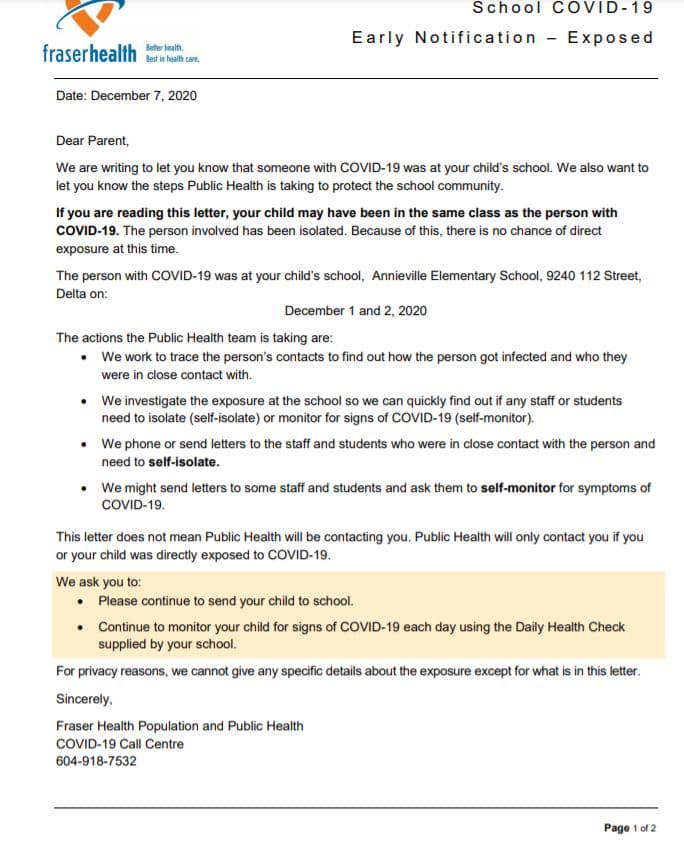 School COVID-19
Early Notification – Exposed
fraserhealth
Better health.
Best in health care.
Date: December 7, 2020
Dear Parent,
We are writing to let you know that someone with COVID-19 was at your child's school. We also want to
let you know the steps Public Health is taking to protect the school community.
If you are reading this letter, your child may have been in the same class as the person with
COVID-19. The person involved has been isolated. Because of this, there is no chance of direct
exposure at this time.
The person with COVID-19 was at your child's school, Annieville Elementary School, 9240 112 Street,
Delta on:
December 1 and 2, 2020
The actions the Public Health team is taking are:
• We work to trace the person's contacts to find out how the person got infected and who they
were in close contact with.
• We investigate the exposure at the school so we can quickly find out if any staff or students
need to isolate (self-isolate) or monitor for signs of COVID-19 (self-monitor).
• We phone or send letters to the staff and students who were in close contact with the person and
need to self-isolate.
• We might send letters to some staff and students and ask them to self-monitor for symptoms of
COVID-19.
This letter does not mean Public Health will be contacting you. Public Health will only contact you if you
or your child was directly exposed to COVID-19.
We ask you to:
• Please continue to send your child to school.
• Continue to monitor your child for signs of COVID-19 each day using the Daily Health Check
supplied by your school.
For privacy reasons, we cannot give any specific details about the exposure except for what is in this letter.
Sincerely,
Fraser Health Population and Public Health
COVID-19 Call Centre
604-918-7532
Page 1 of 2